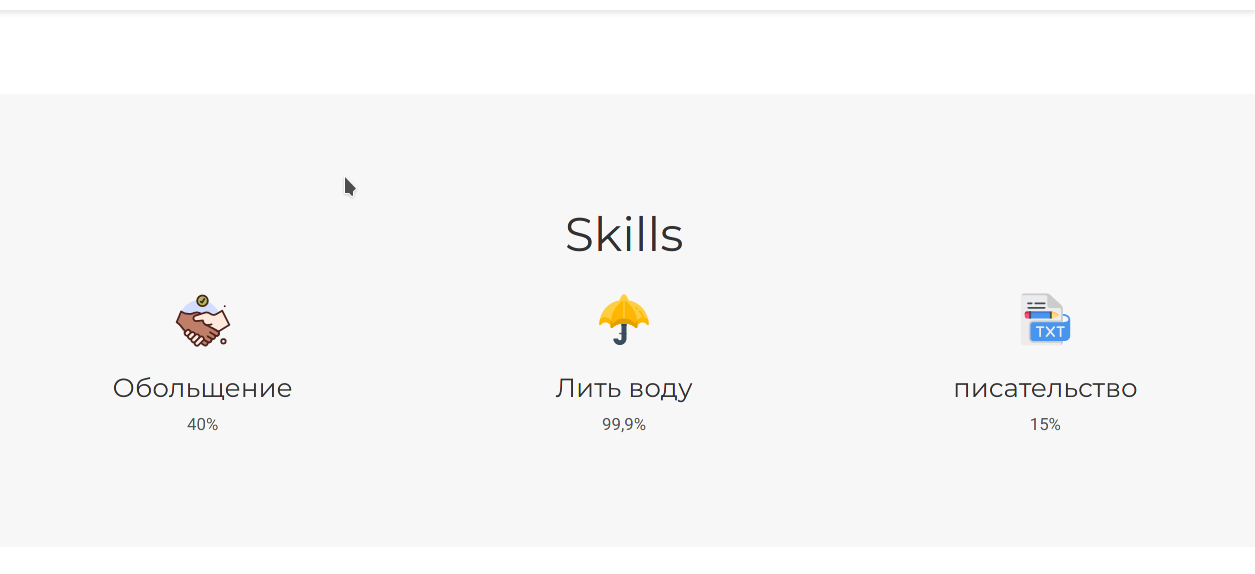 Skills
TXT
Обольщение
Лить воду
писательство
40%
99,9%
15%